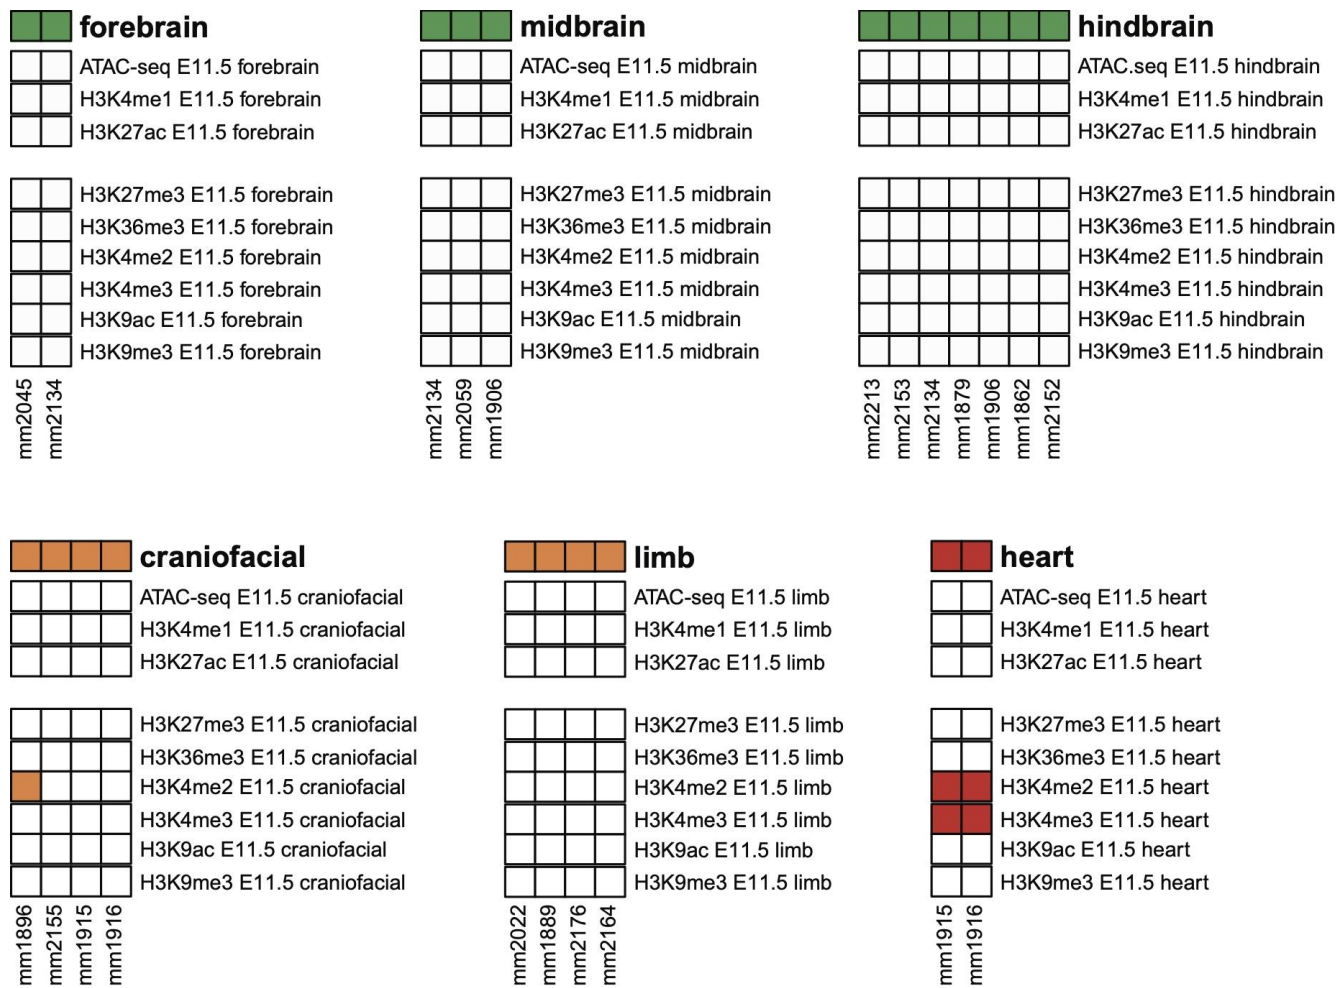 forebrain
ATAC-seq E11.5 forebrain
H3K4me1 E11.5 forebrain
H3K27ac E11.5 forebrain
H3K27me3 E11.5 forebrain
H3K36me3 E11.5 forebrain
H3K4me2 E11.5 forebrain
H3K4me3 E11.5 forebrain
H3K9ac E11.5 forebrain
H3K9me3 E11.5 forebrain
mm2045
mm2134
midbrain
ATAC-seq E11.5 midbrain
H3K4me1 E11.5 midbrain
H3K27ac E11.5 midbrain
H3K27me3 E11.5 midbrain
H3K36me3 E11.5 midbrain
H3K4me2 E11.5 midbrain
H3K4me3 E11.5 midbrain
H3K9ac E11.5 midbrain
H3K9me3 E11.5 midbrain
mm2134
mm2059
mm1906
hindbrain
ATAC.seq E11.5 hindbrain
H3K4me1 E11.5 hindbrain
H3K27ac E11.5 hindbrain
H3K27me3 E11.5 hindbrain
H3K36me3 E11.5 hindbrain
H3K4me2 E11.5 hindbrain
H3K4me3 E11.5 hindbrain
H3K9ac E11.5 hindbrain
H3K9me3 E11.5 hindbrain
mm2213
mm2153
mm2134
mm1879
mm1906
mm1862
mm2152
craniofacial
ATAC-seq E11.5 craniofacial
H3K4me1 E11.5 craniofacial
H3K27ac E11.5 craniofacial
H3K27me3 E11.5 craniofacial
H3K36me3 E11.5 craniofacial
H3K4me2 E11.5 craniofacial
H3K4me3 E11.5 craniofacial
H3K9ac E11.5 craniofacial
H3K9me3 E11.5 craniofacial
mm1896
mm2155
mm1915
mm1916
limb
ATAC-seq E11.5 limb
H3K4me1 E11.5 limb
H3K27ac E11.5 limb
H3K27me3 E11.5 limb
H3K36me3 E11.5 limb
H3K4me2 E11.5 limb
H3K4me3 E11.5 limb
H3K9ac E11.5 limb
H3K9me3 E11.5 limb
mm2022
mm1889
mm2176
mm2164
heart
ATAC-seq E11.5 heart
H3K4me1 E11.5 heart
H3K27ac E11.5 heart
H3K27me3 E11.5 heart
H3K36me3 E11.5 heart
H3K4me2 E11.5 heart
H3K4me3 E11.5 heart
H3K9ac E11.5 heart
H3K9me3 E11.5 heart
mm1915
mm1916